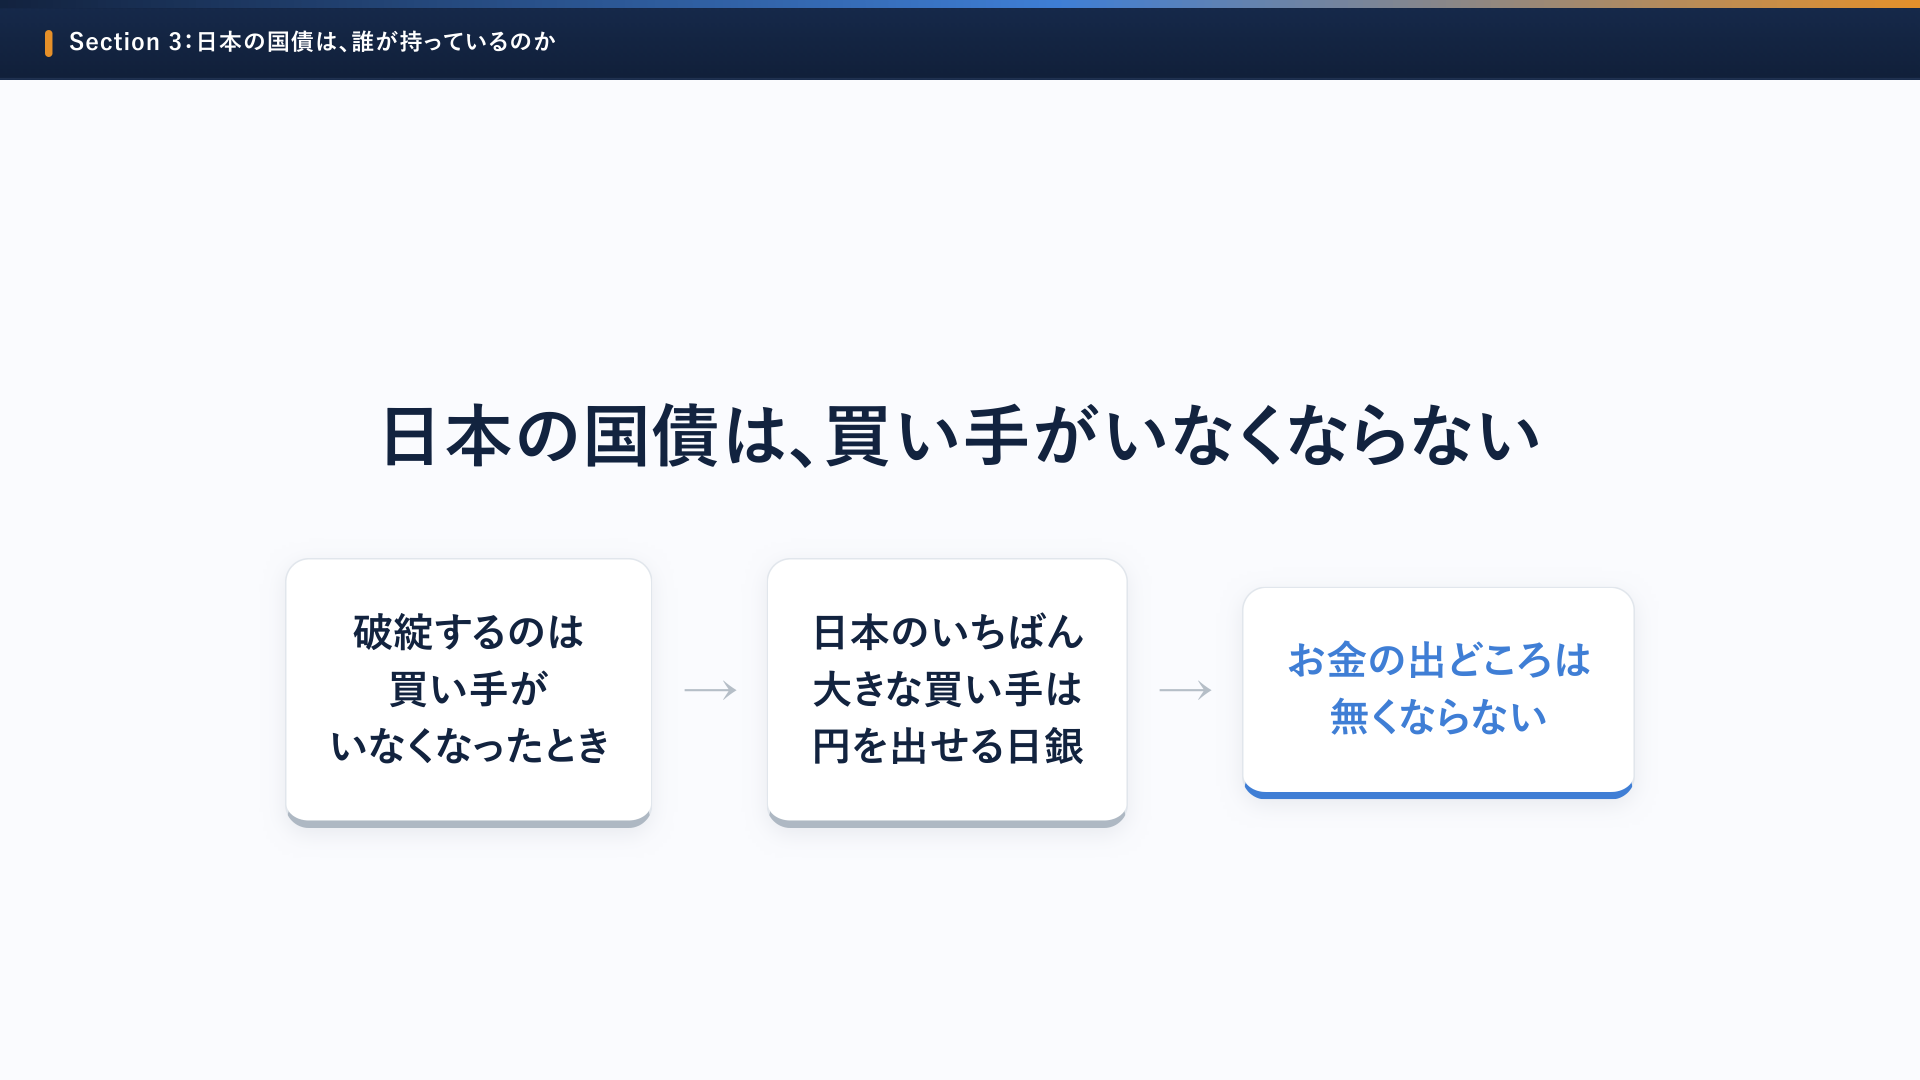 Section 3：日本の国債は、誰が持っているのか
日本の国債は、買い手がいなくならない
破綻するのは
買い手が
いなくなったとき
→
日本のいちばん
大きな買い手は
円を出せる日銀
→
お金の出どころは
無くならない